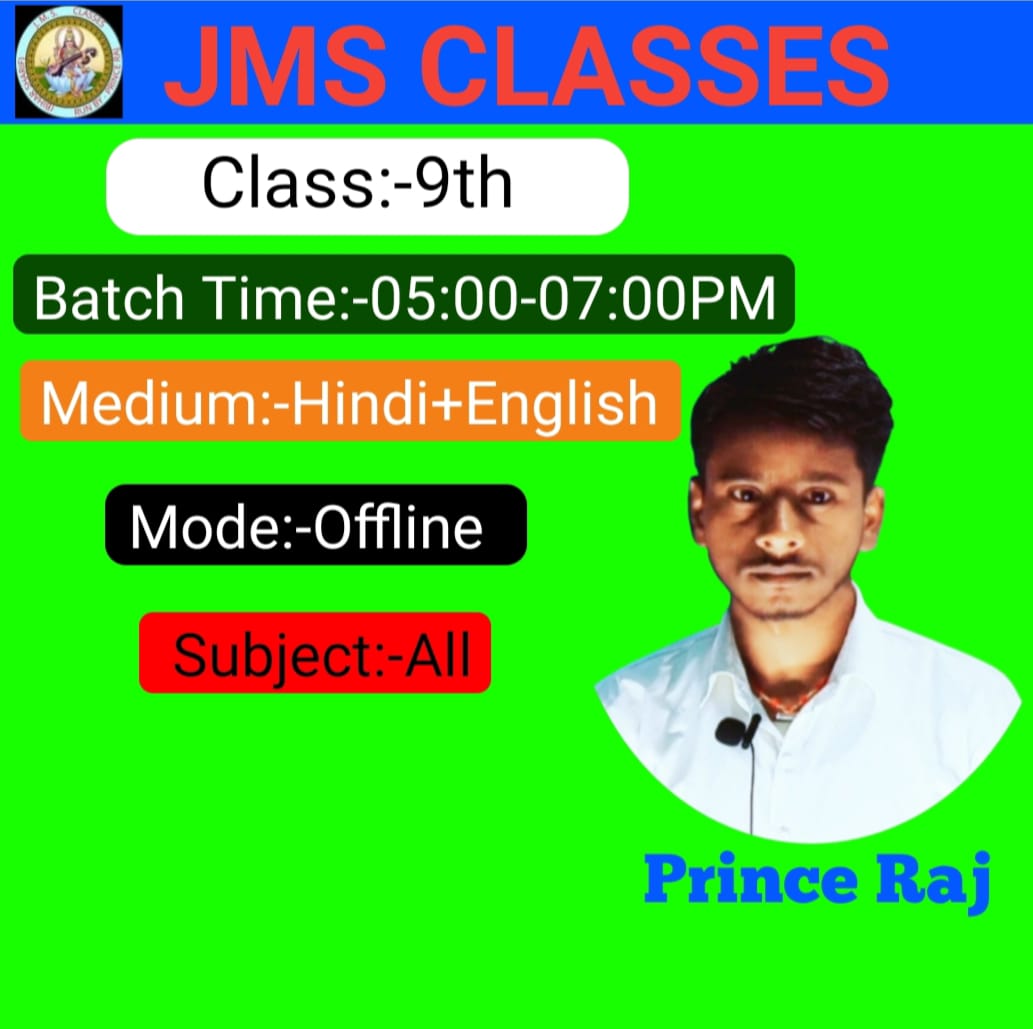 J.M.S. CLASSES
JMS CLASSES
Class:-9th
Batch Time:-05:00-07:00PM
Medium:-Hindi+English
Mode:-Offline
Subject:-All
Prince Raj